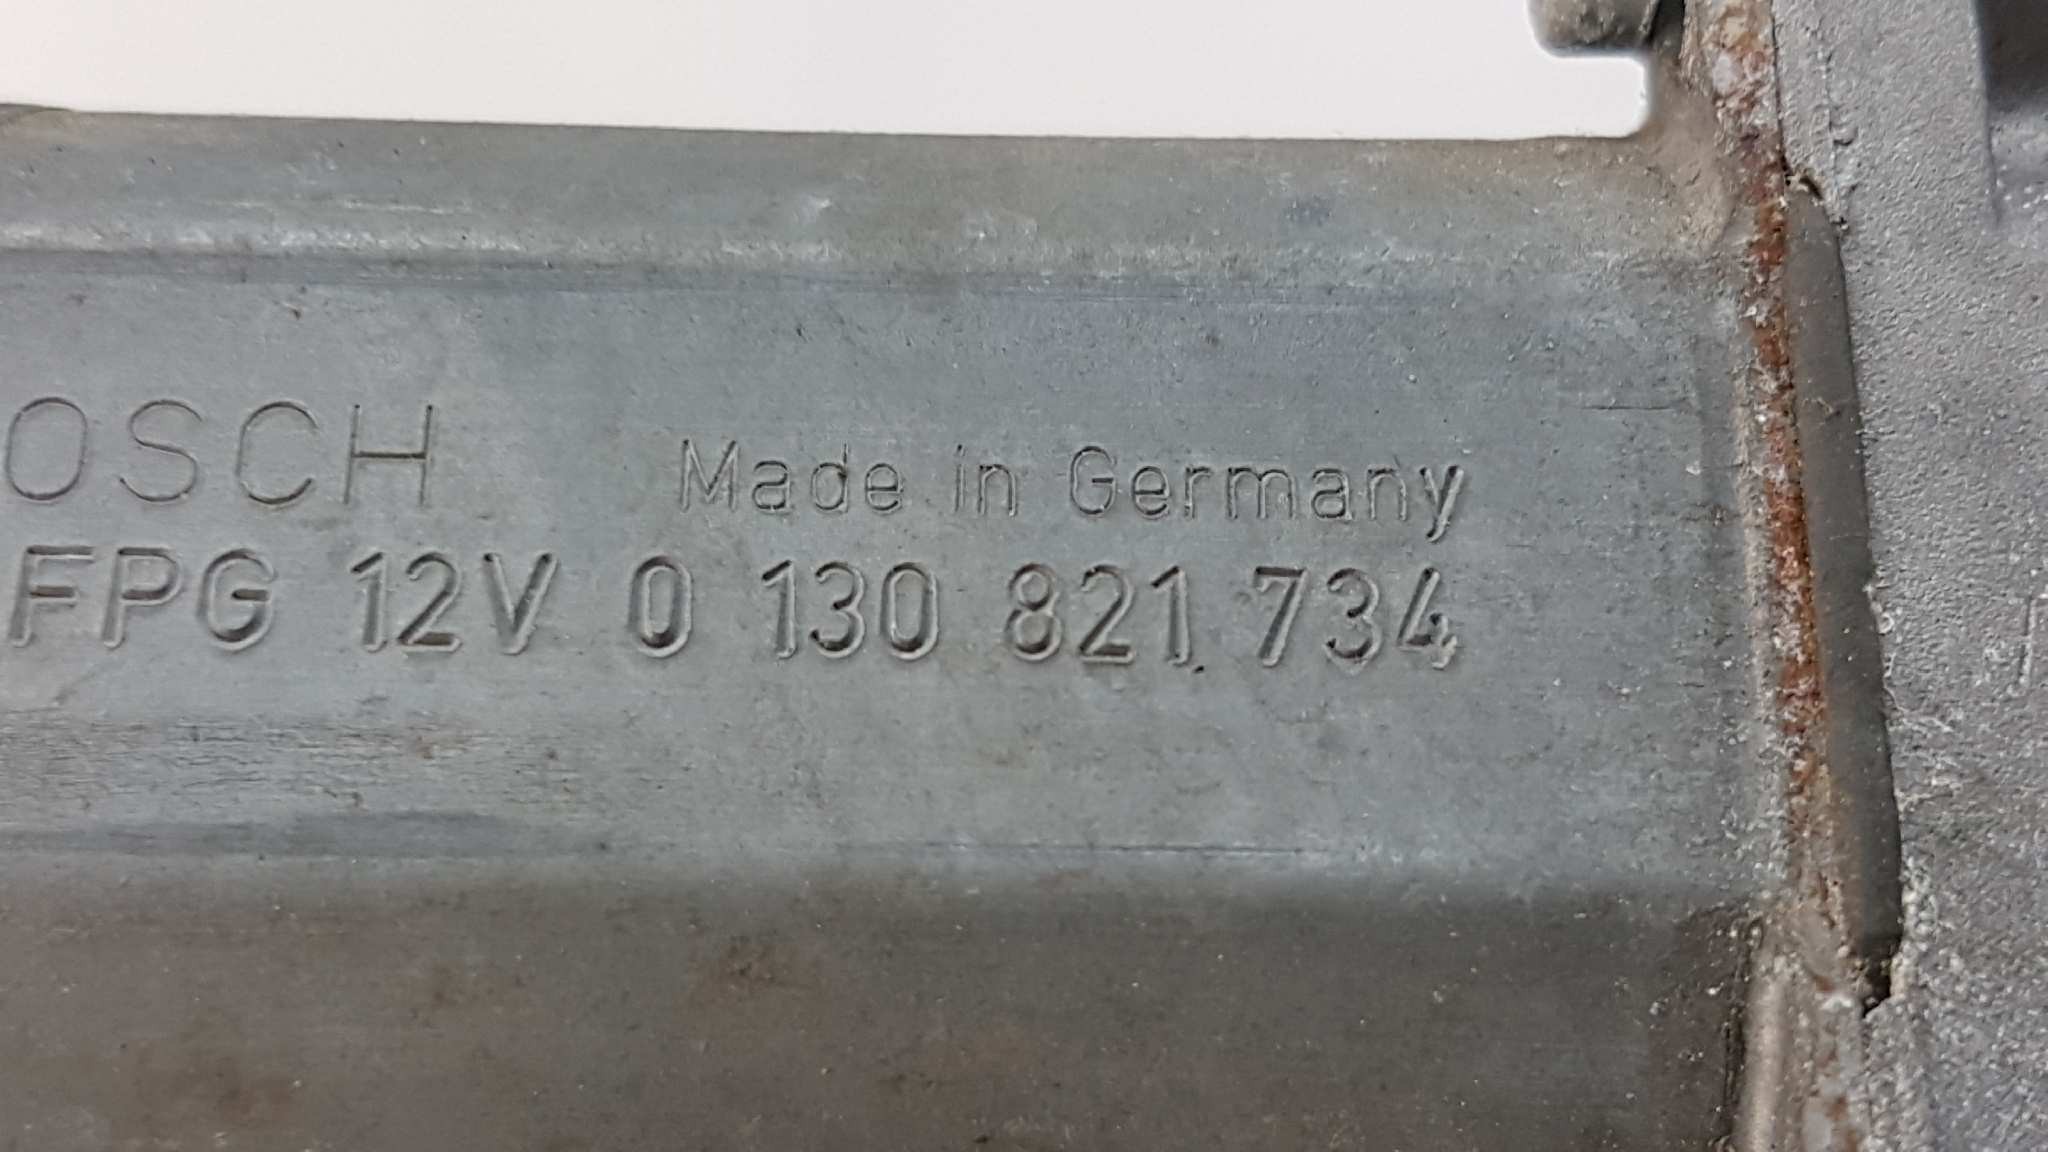 OSCH Made in Germany
FPG 12V 0 130 821 734